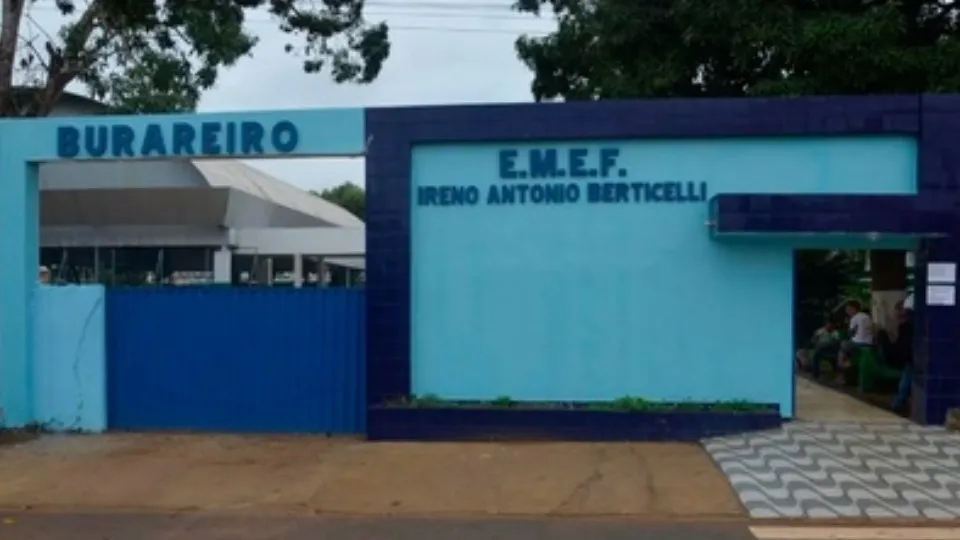 BURAREIRO
E.M.E.F.
IRENO ANTONIO BERTICELLI